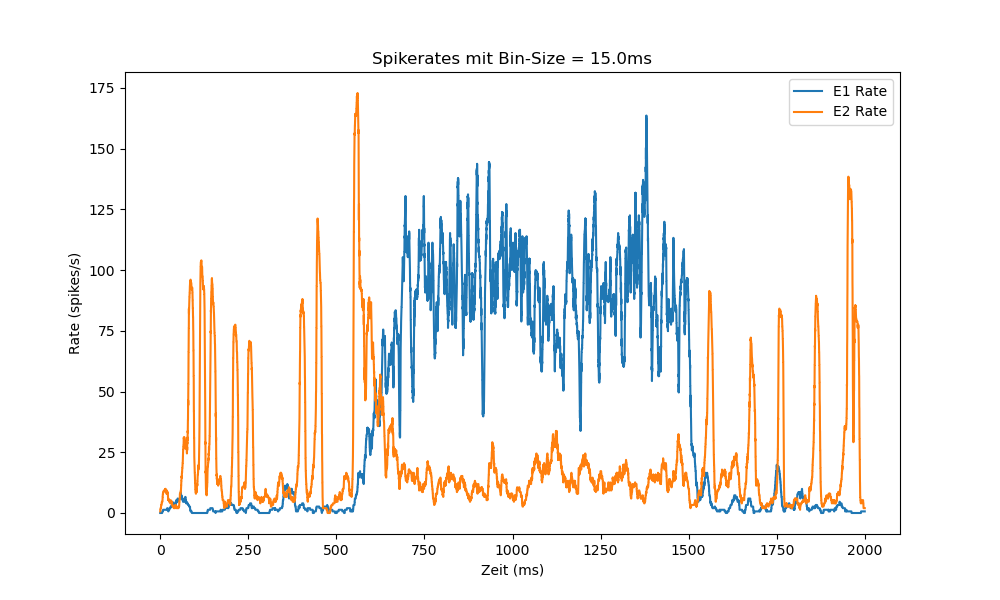 Spikerates mit Bin-Size = 15.0ms
E1 Rate
E2 Rate
175
150
125
100
75
50
25
0
Rate (spikes/s)
0 250 500 750 1000 1250 1500 1750 2000
Zeit (ms)